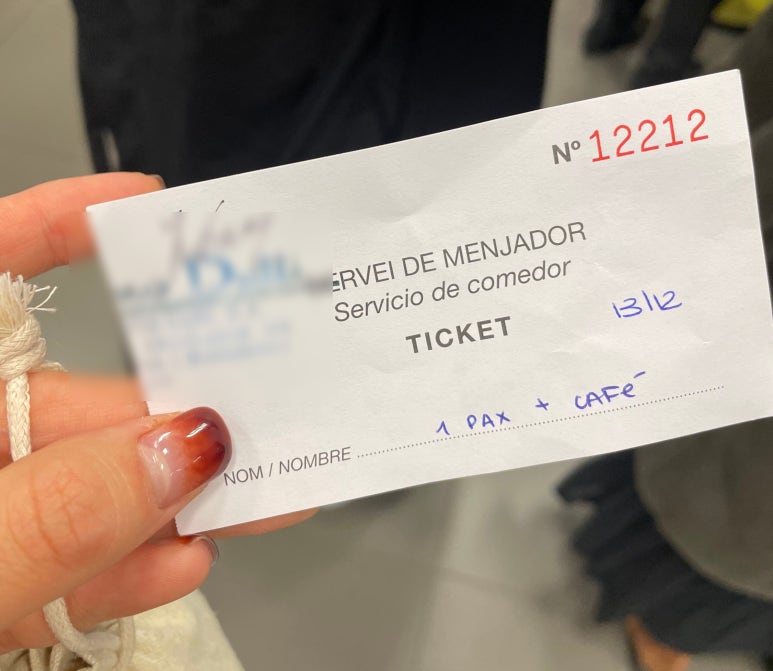 Nº 12212
ERVEI DE MENJADOR
Servicio de comedor
TICKET
13/12
NOM / NOMBRE 1 PAX + CAFé